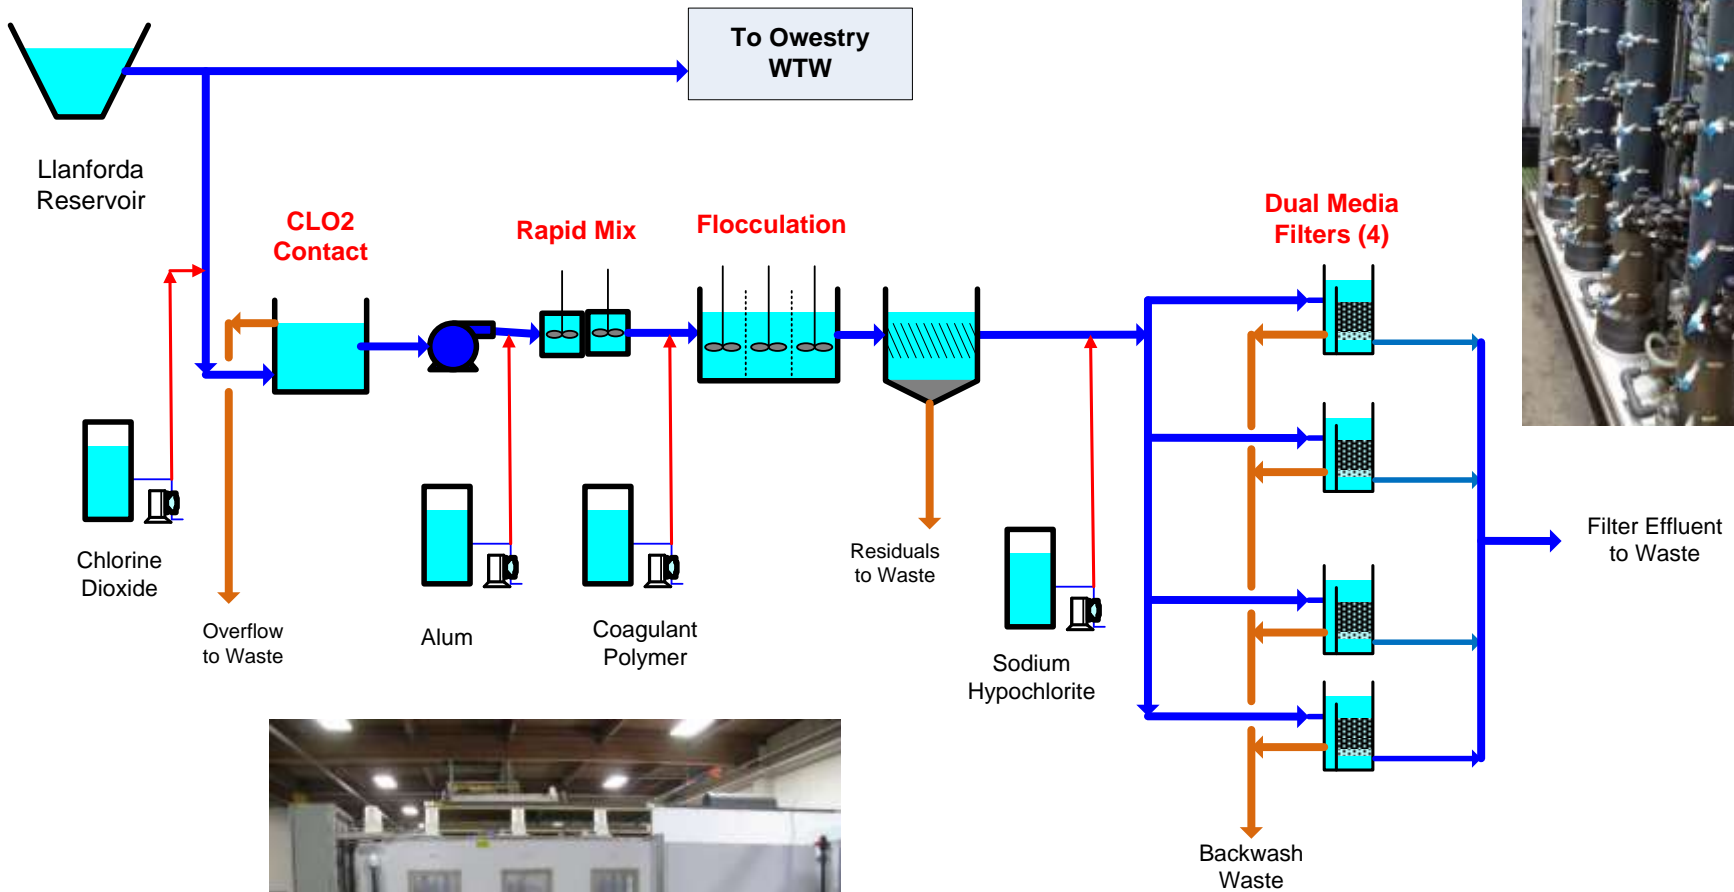 To Owestry
WTW
Llanforda
Reservoir
CLO2
Contact
Rapid Mix
Flocculation
Dual Media
Filters (4)
Chlorine
Dioxide
Overflow
to Waste
Alum
Coagulant
Polymer
Residuals
to Waste
Sodium
Hypochlorite
Filter Effluent
to Waste
Backwash
Waste